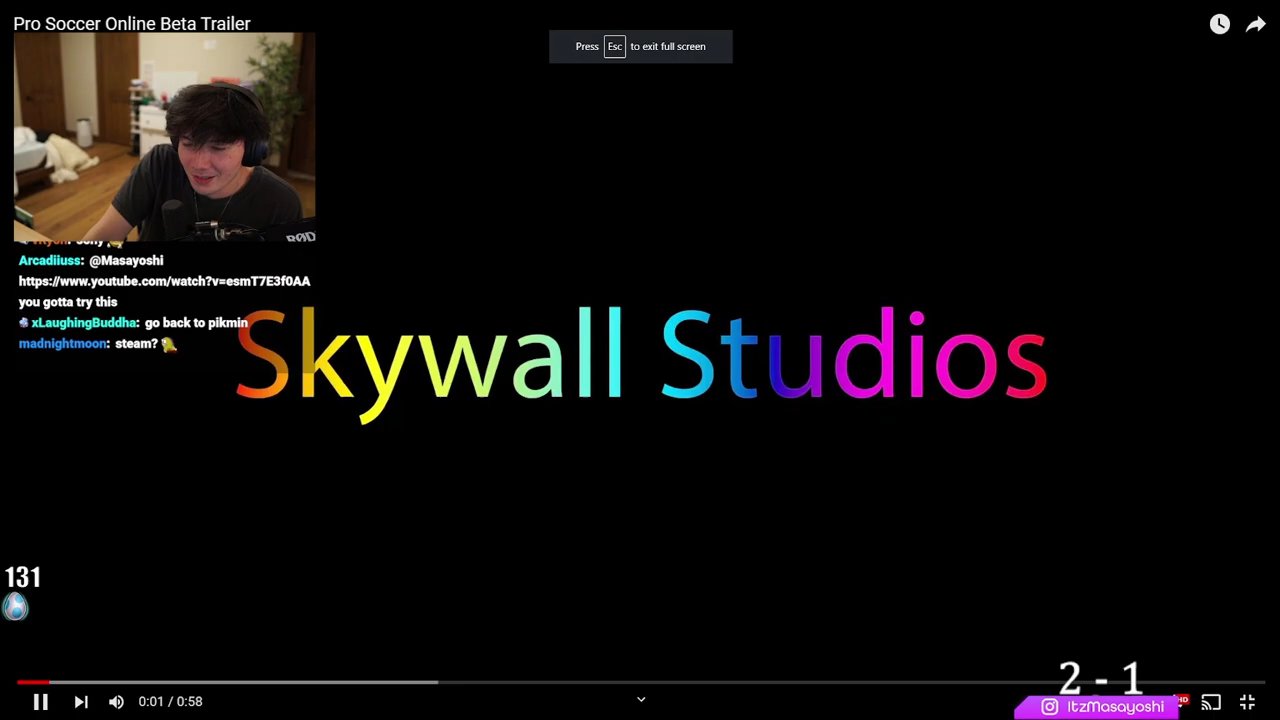 Pro Soccer Online Beta Trailer
Press Esc to exit full screen
RØD
Arcadiiuss: @Masayoshi
https://www.youtube.com/watch?v=esmT7E3f0AA
you gotta try this
xLaughingBuddha: go back to pikmin
madnightmoon: steam?
Skywall Studios
131
2 - 1
0:01 / 0:58
HD
ItzMasayoshi